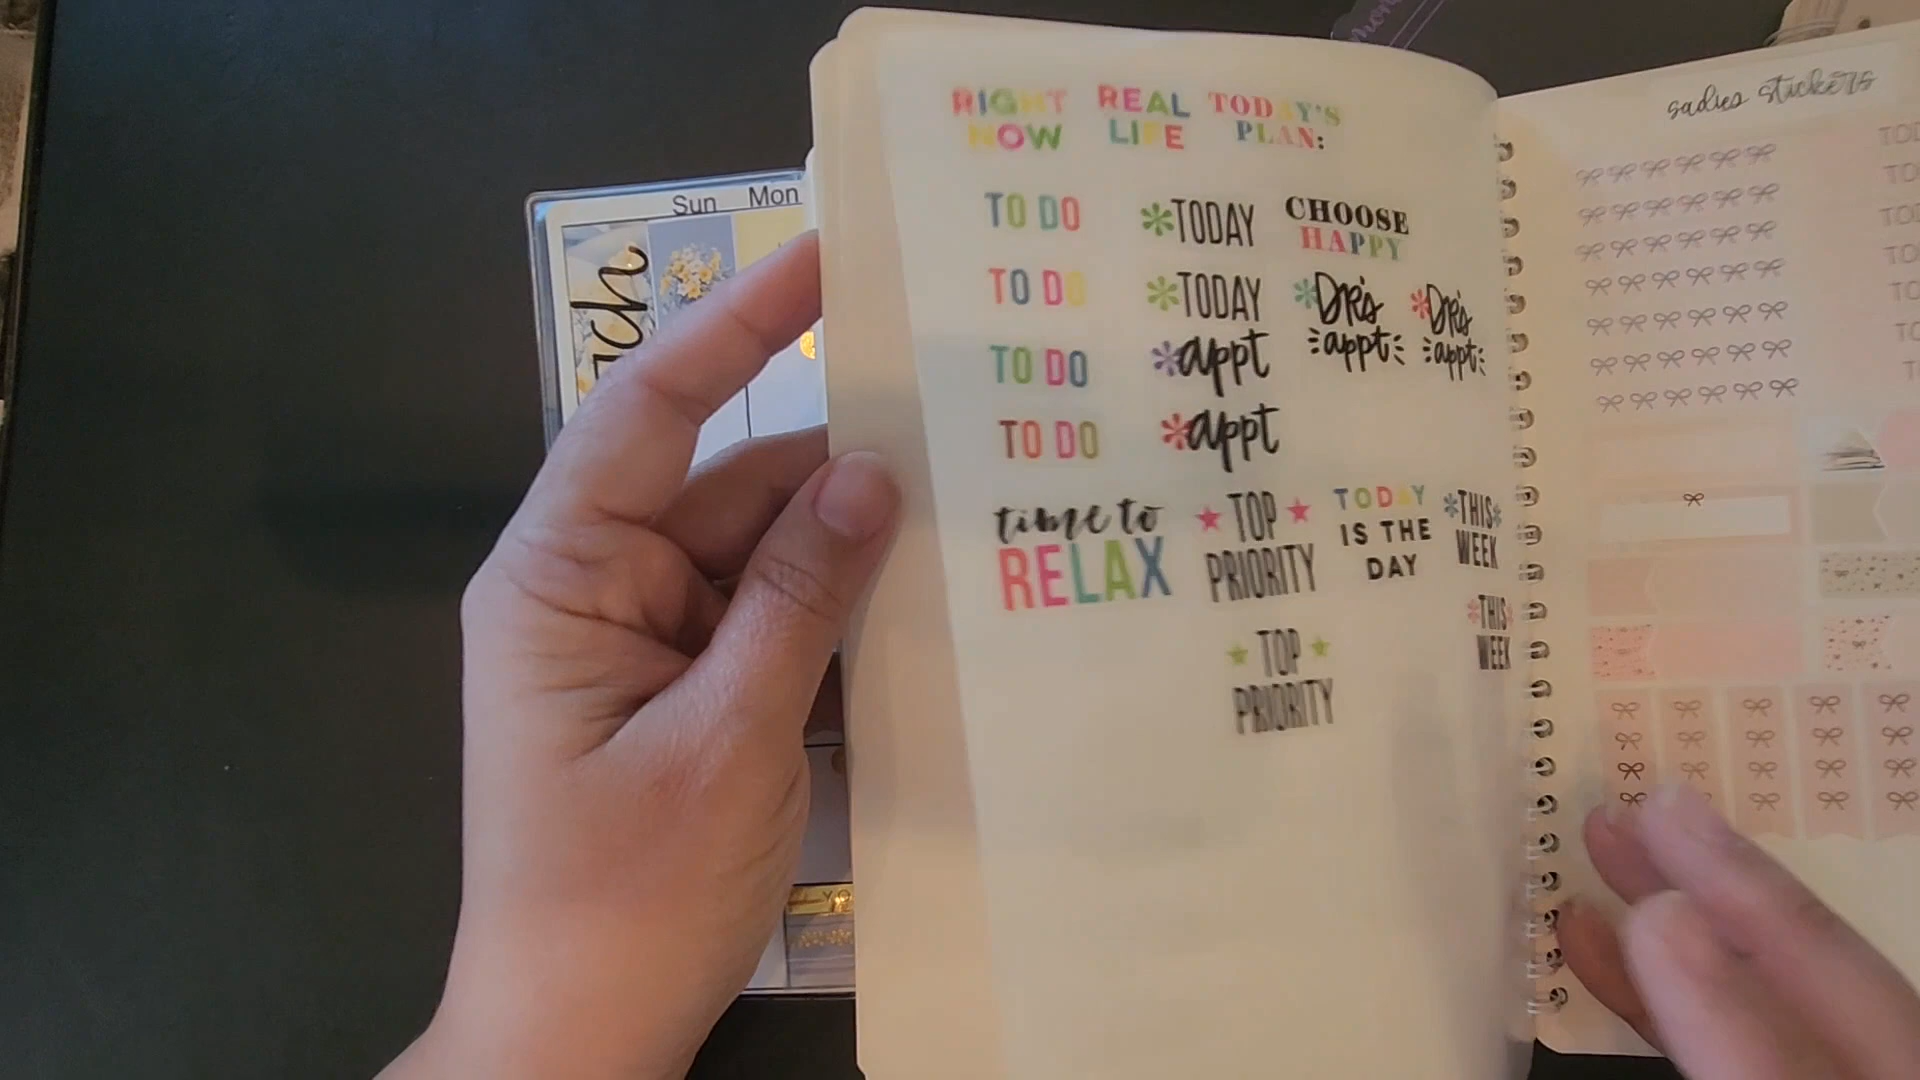 RIGHT NOW
REAL LIFE
TODAY'S PLAN:
TO DO
*TODAY
CHOOSE HAPPY
TO DO
*TODAY
*DR's appt
*DR's appt
TO DO
*appt
TO DO
*appt
time to RELAX
★ TOP ★ PRIORITY
TODAY IS THE DAY
*THIS* WEEK
*THIS* WEEK
★ TOP ★ PRIORITY
Sun Mon
sadies stickers